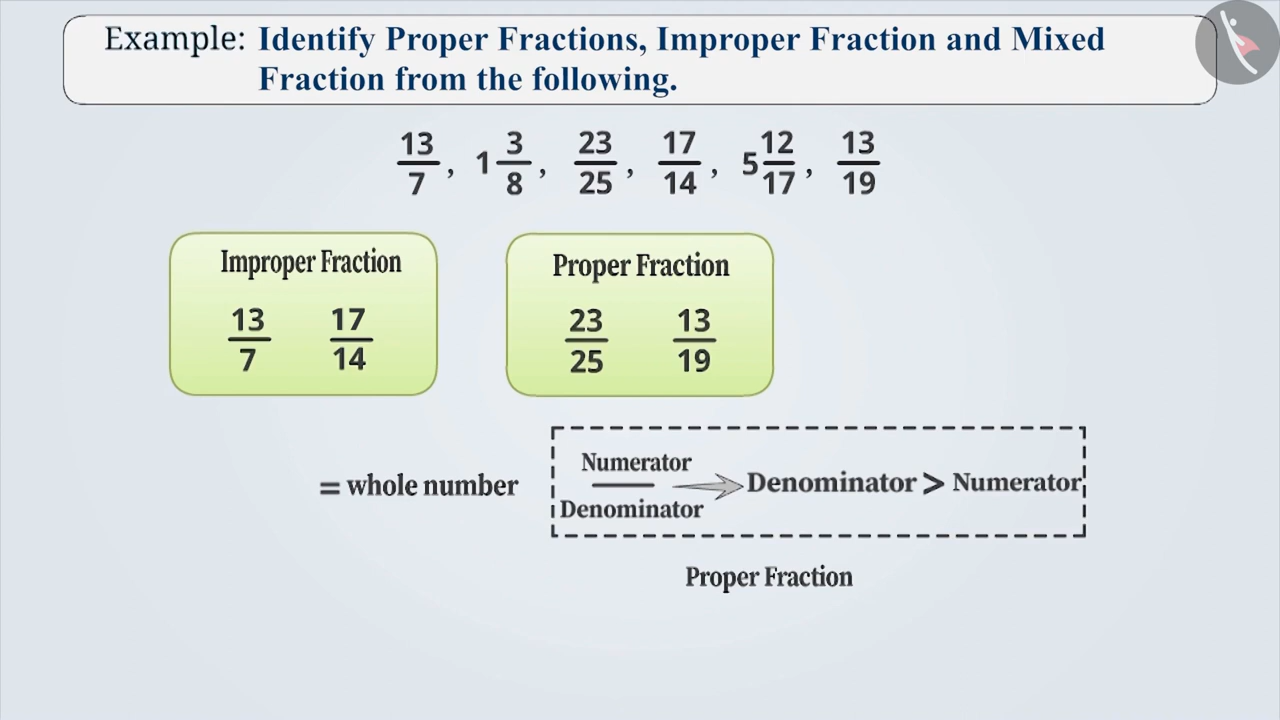 Example: Identify Proper Fractions, Improper Fraction and Mixed
Fraction from the following.
13/7, 1 3/8, 23/25, 17/14, 5 12/17, 13/19
Improper Fraction
13/7 17/14
Proper Fraction
23/25 13/19
= whole number
Numerator
Denominator
Denominator > Numerator
Proper Fraction